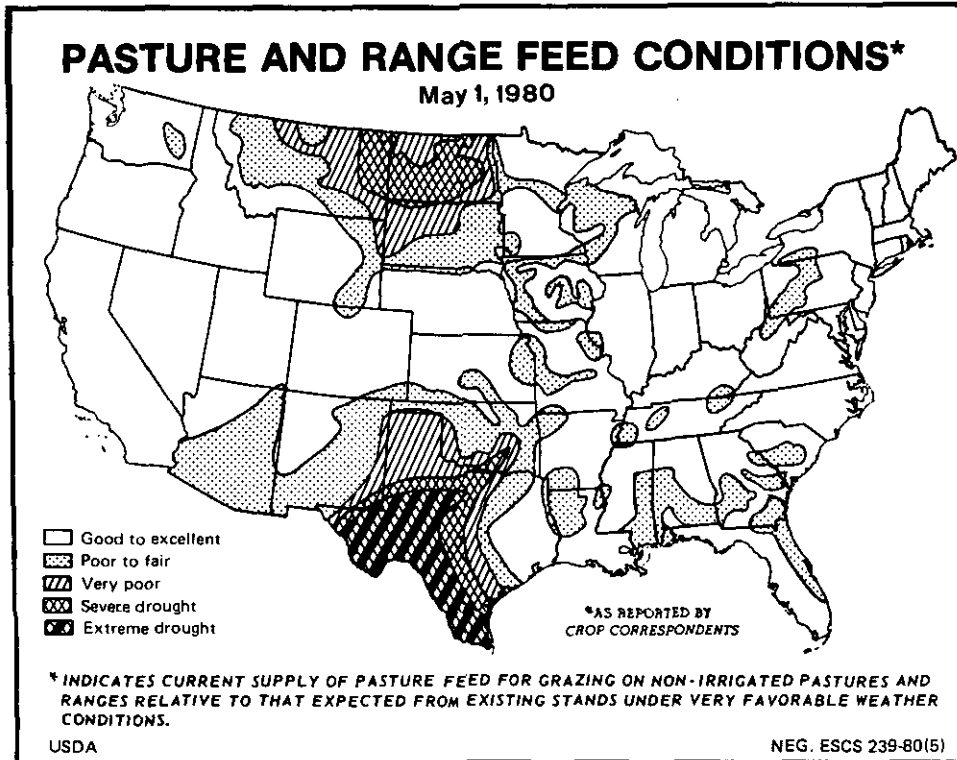 PASTURE AND RANGE FEED CONDITIONS*
May 1, 1980
Good to excellent
Poor to fair
Very poor
Severe drought
Extreme drought
*AS REPORTED BY
CROP CORRESPONDENTS
* INDICATES CURRENT SUPPLY OF PASTURE FEED FOR GRAZING ON NON-IRRIGATED PASTURES AND
RANGES RELATIVE TO THAT EXPECTED FROM EXISTING STANDS UNDER VERY FAVORABLE WEATHER
CONDITIONS.
USDA
NEG. ESCS 239-80(5)